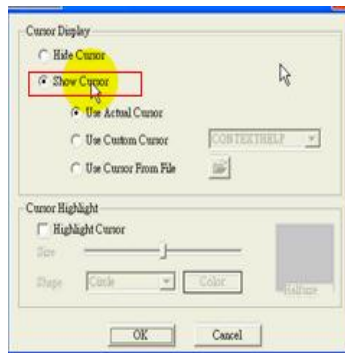 Cursor Display
Hide Cursor
Show Cursor
Use Actual Cursor
Use Custom Cursor CONTEXTHELP
Use Cursor From File
Cursor Highlight
Highlight Cursor
Size
Shape Circle Color Halftone
OK Cancel